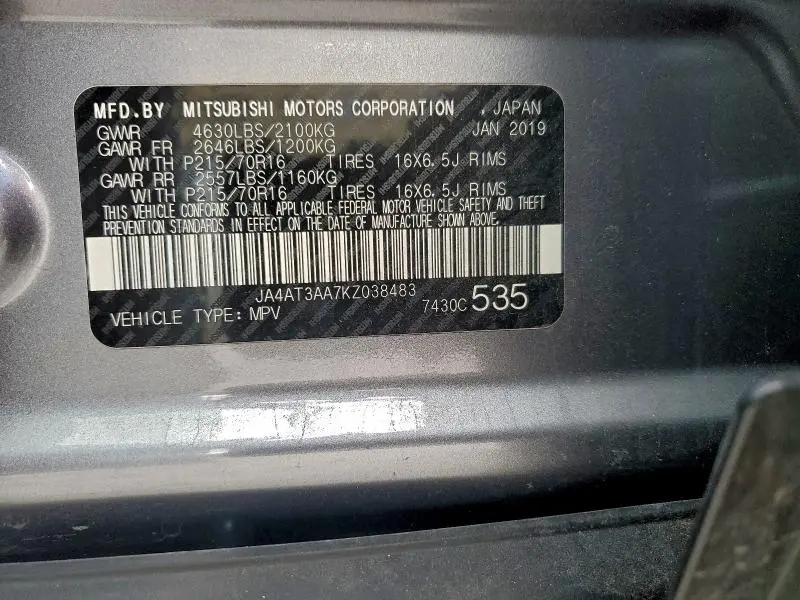 MFD.BY MITSUBISHI MOTORS CORPORATION , JAPAN
GWVR 4630LBS/2100KG JAN 2019
GAWR FR 2646LBS/1200KG
WITH P215/70R16 TIRES 16X6.5J RIMS
GAWR RR 2557LBS/1160KG
WITH P215/70R16 TIRES 16X6.5J RIMS
THIS VEHICLE CONFORMS TO ALL APPLICABLE FEDERAL MOTOR VEHICLE SAFETY AND THEFT
PREVENTION STANDARDS IN EFFECT ON THE DATE OF MANUFACTURE SHOWN ABOVE.
JA4AT3AA7KZ038483
VEHICLE TYPE: MPV 7430C 535